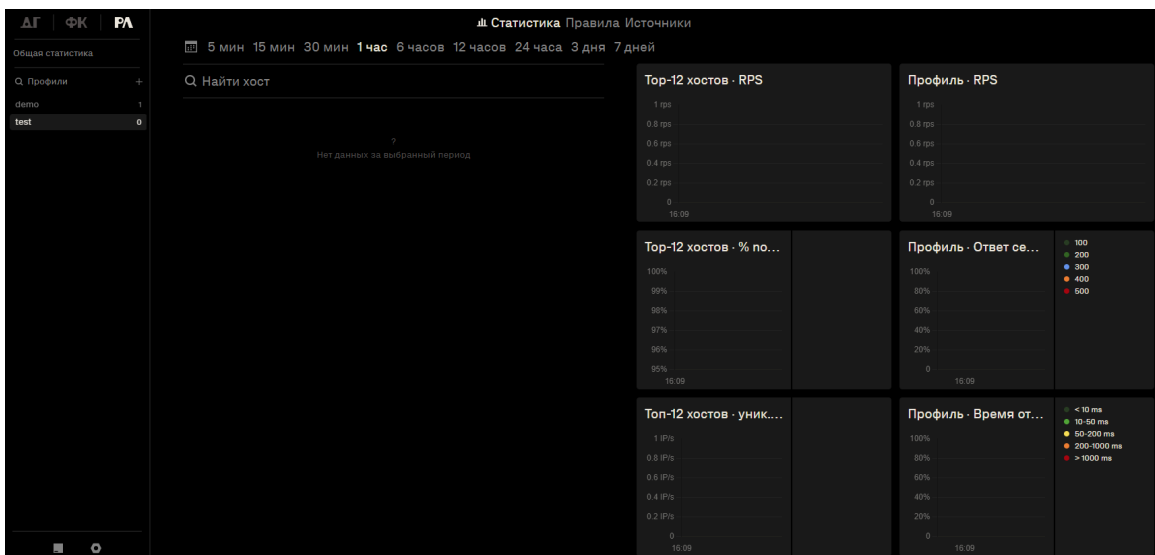 ДГ ФК РЛ
Общая статистика
Профили +
demo 1
test 0
Статистика Правила Источники
5 мин 15 мин 30 мин 1 час 6 часов 12 часов 24 часа 3 дня 7 дней
Найти хост
?
Нет данных за выбранный период
Top-12 хостов · RPS
1 rps
0.8 rps
0.6 rps
0.4 rps
0.2 rps
0
16:09
Профиль · RPS
1 rps
0.8 rps
0.6 rps
0.4 rps
0.2 rps
0
16:09
Top-12 хостов · % по...
100%
99%
98%
97%
96%
95%
16:09
Профиль · Ответ се...
100%
80%
60%
40%
20%
0
16:09
100
200
300
400
500
Топ-12 хостов · уник....
1 IP/s
0.8 IP/s
0.6 IP/s
0.4 IP/s
0.2 IP/s
0
16:09
Профиль · Время от...
100%
80%
60%
40%
20%
0
16:09
< 10 ms
10-50 ms
50-200 ms
200-1000 ms
> 1000 ms